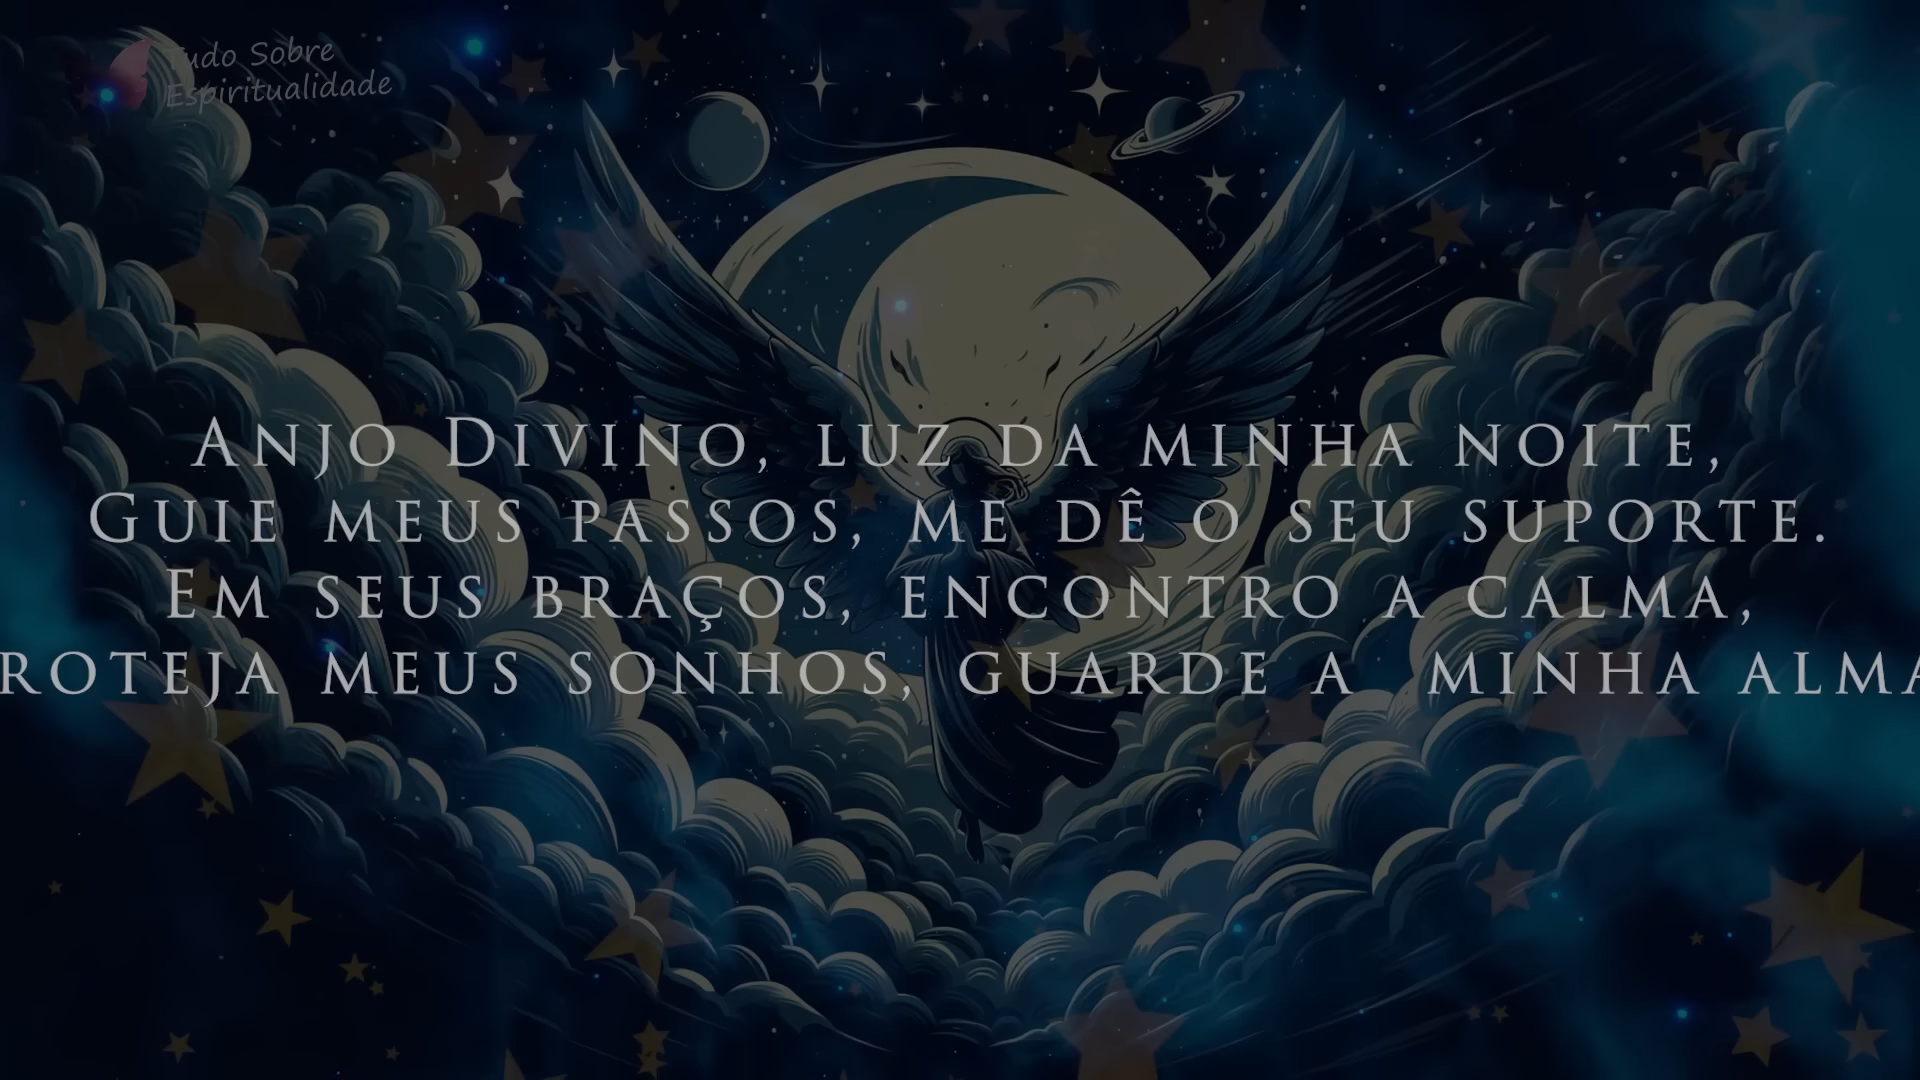 Tudo Sobre
Espiritualidade
Anjo Divino, luz da minha noite,
Guie meus passos, me dê o seu suporte.
Em seus braços, encontro a calma,
roteja meus sonhos, guarde a minha alma